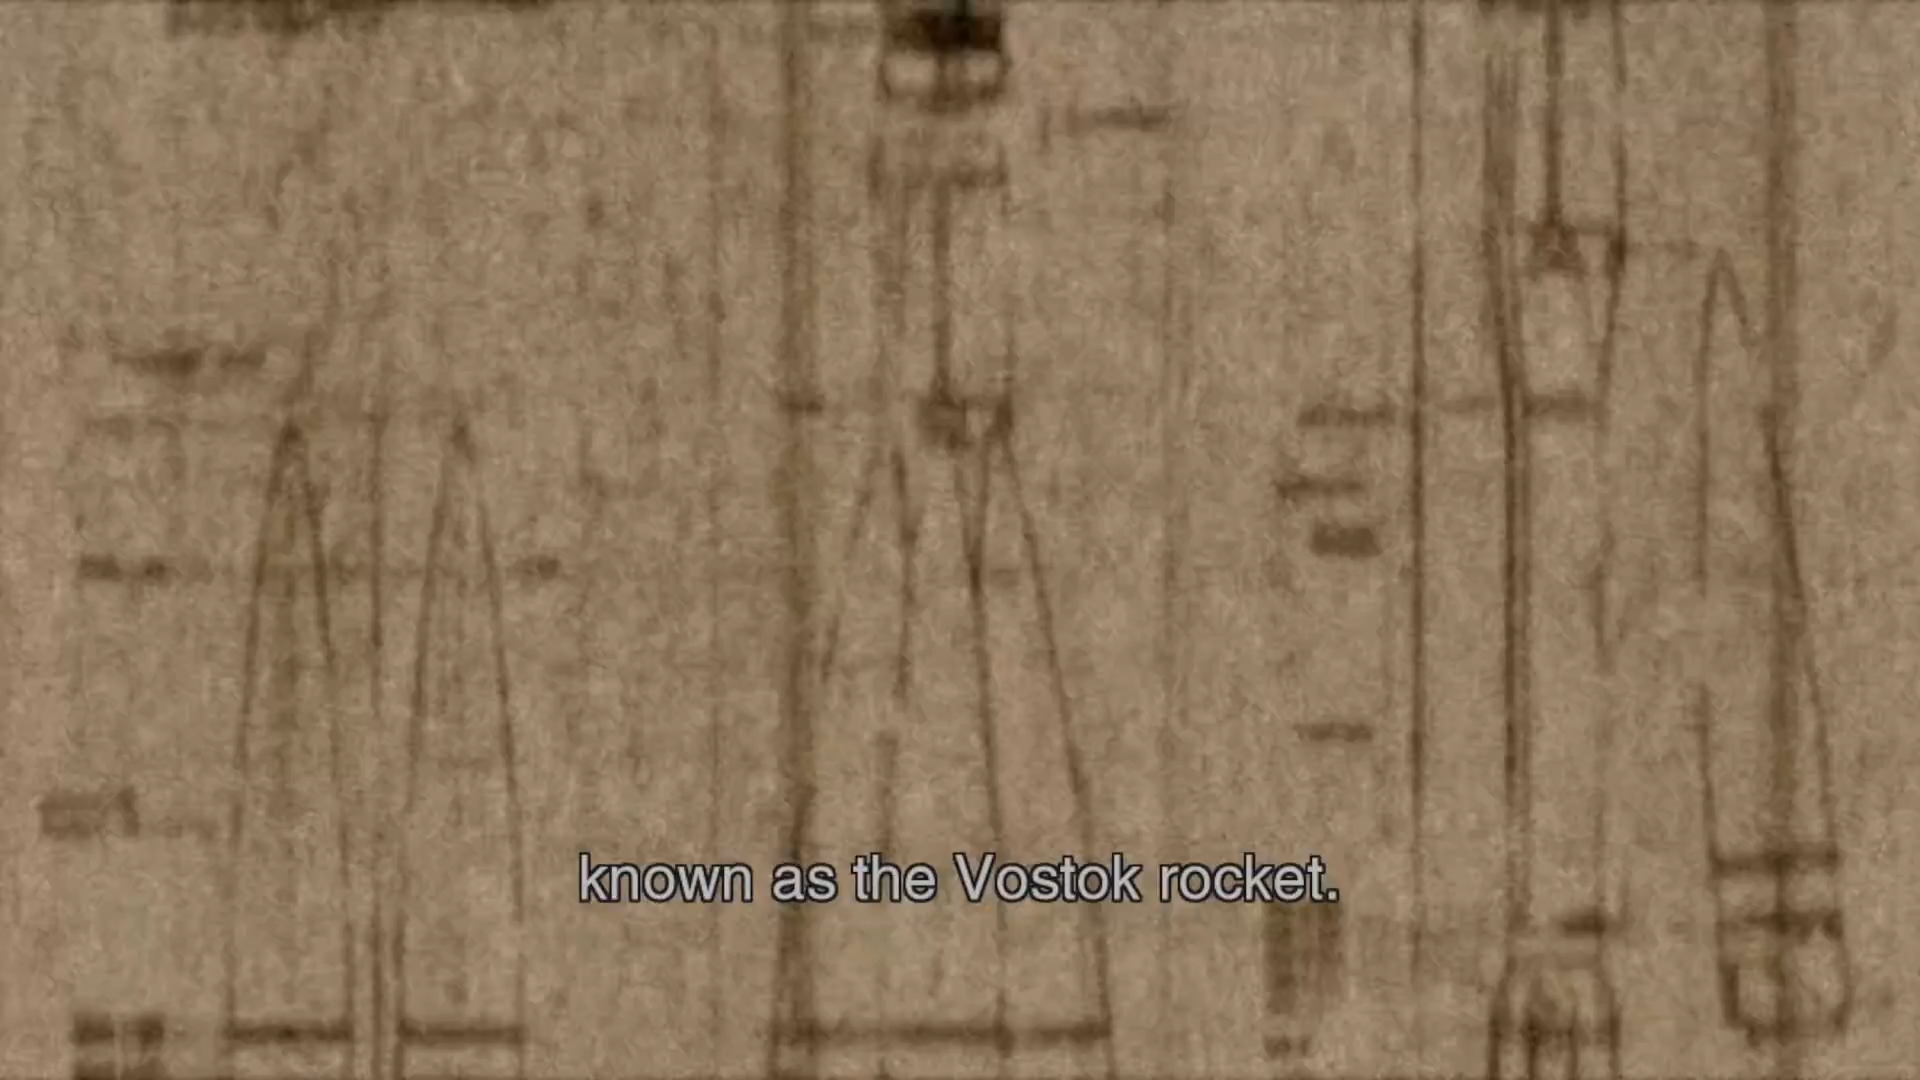 known as the Vostok rocket.